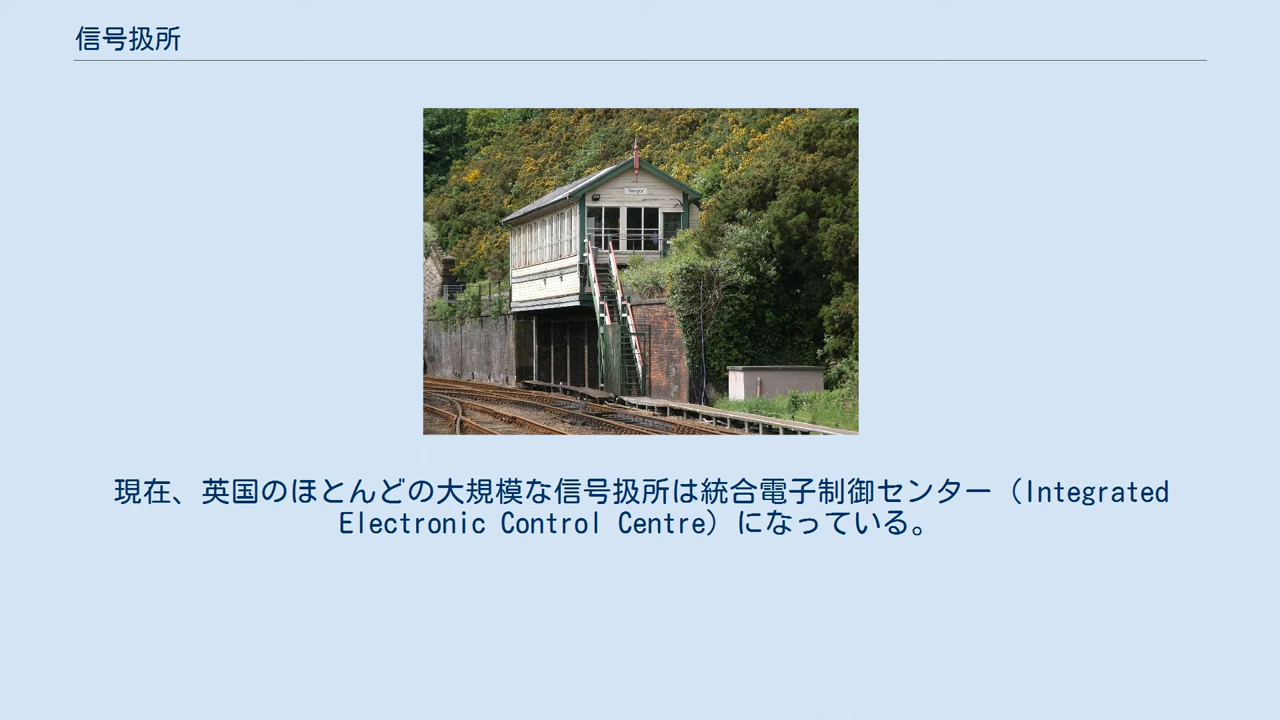 信号扱所
Bangor
現在、英国のほとんどの大規模な信号扱所は統合電子制御センター（Integrated
Electronic Control Centre）になっている。